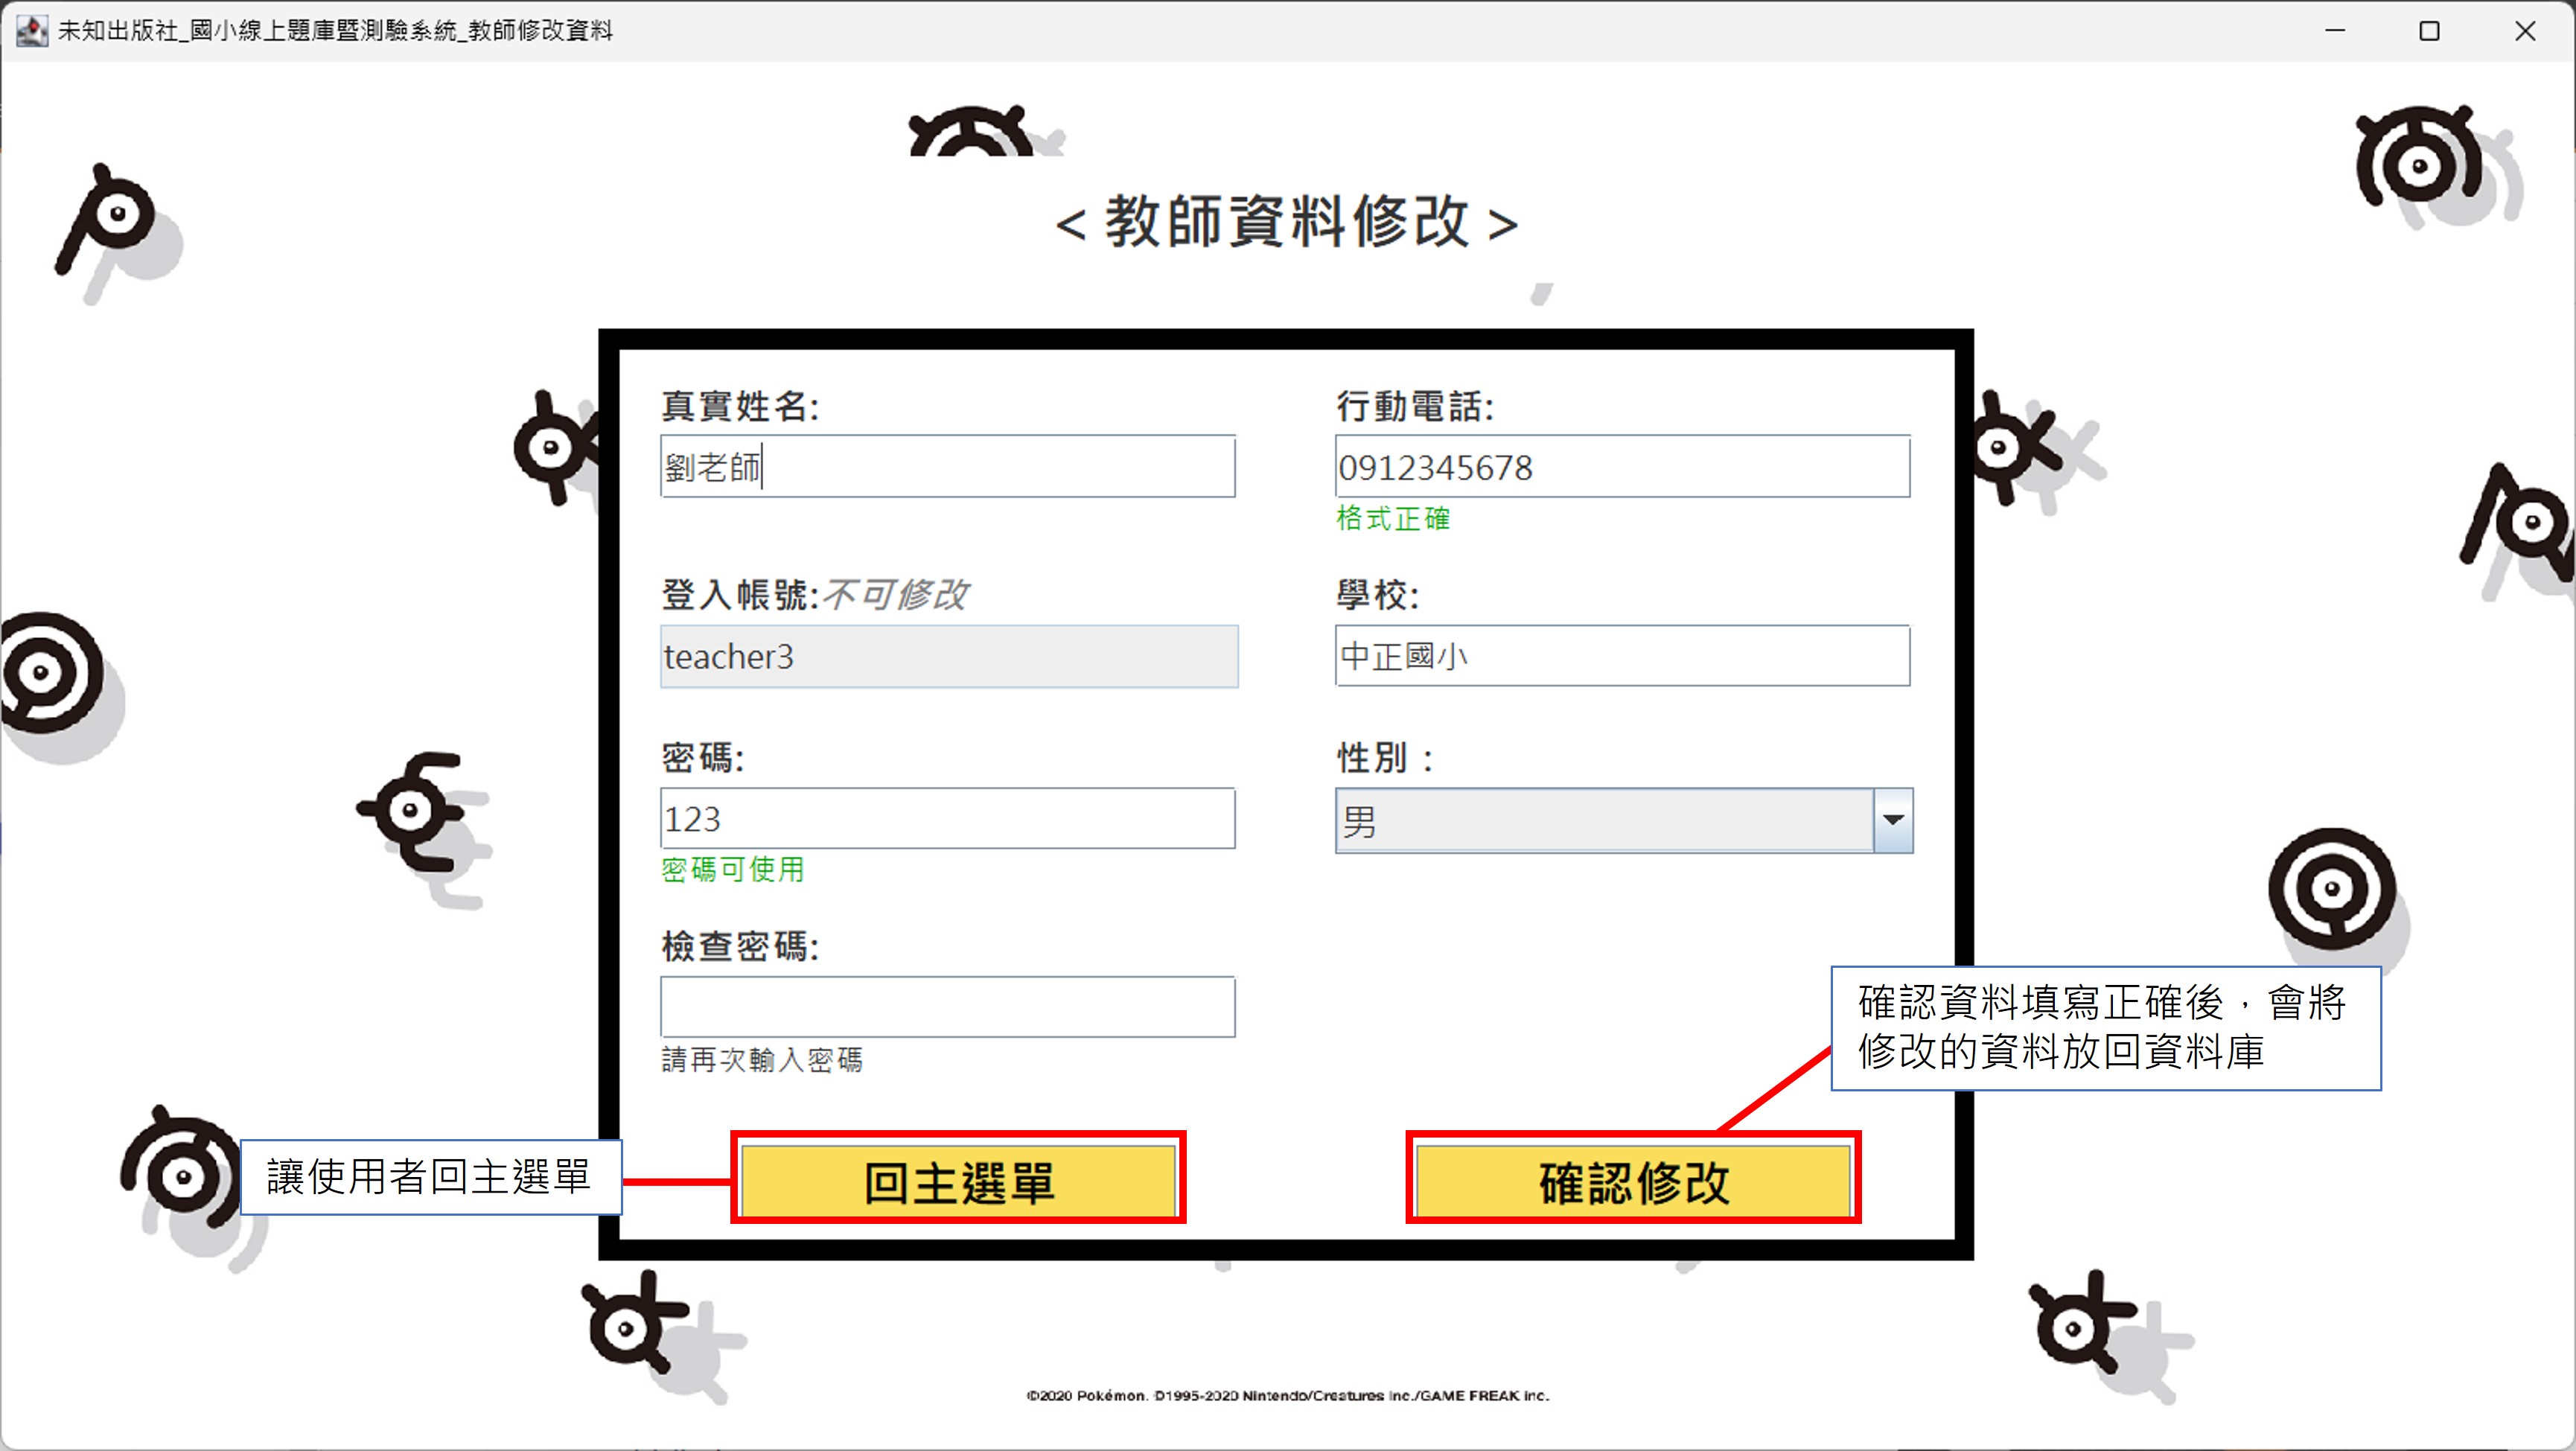 未知出版社_國小線上題庫暨測驗系統_教師修改資料
<教師資料修改>
真實姓名:
劉老師
登入帳號:不可修改
teacher3
密碼:
123
密碼可使用
檢查密碼:
請再次輸入密碼
行動電話:
0912345678
格式正確
學校:
中正國小
性別：
男
確認資料填寫正確後，會將
修改的資料放回資料庫
讓使用者回主選單
回主選單
確認修改
©2020 Pokémon. ©1995-2020 Nintendo/Creatures Inc./GAME FREAK inc.